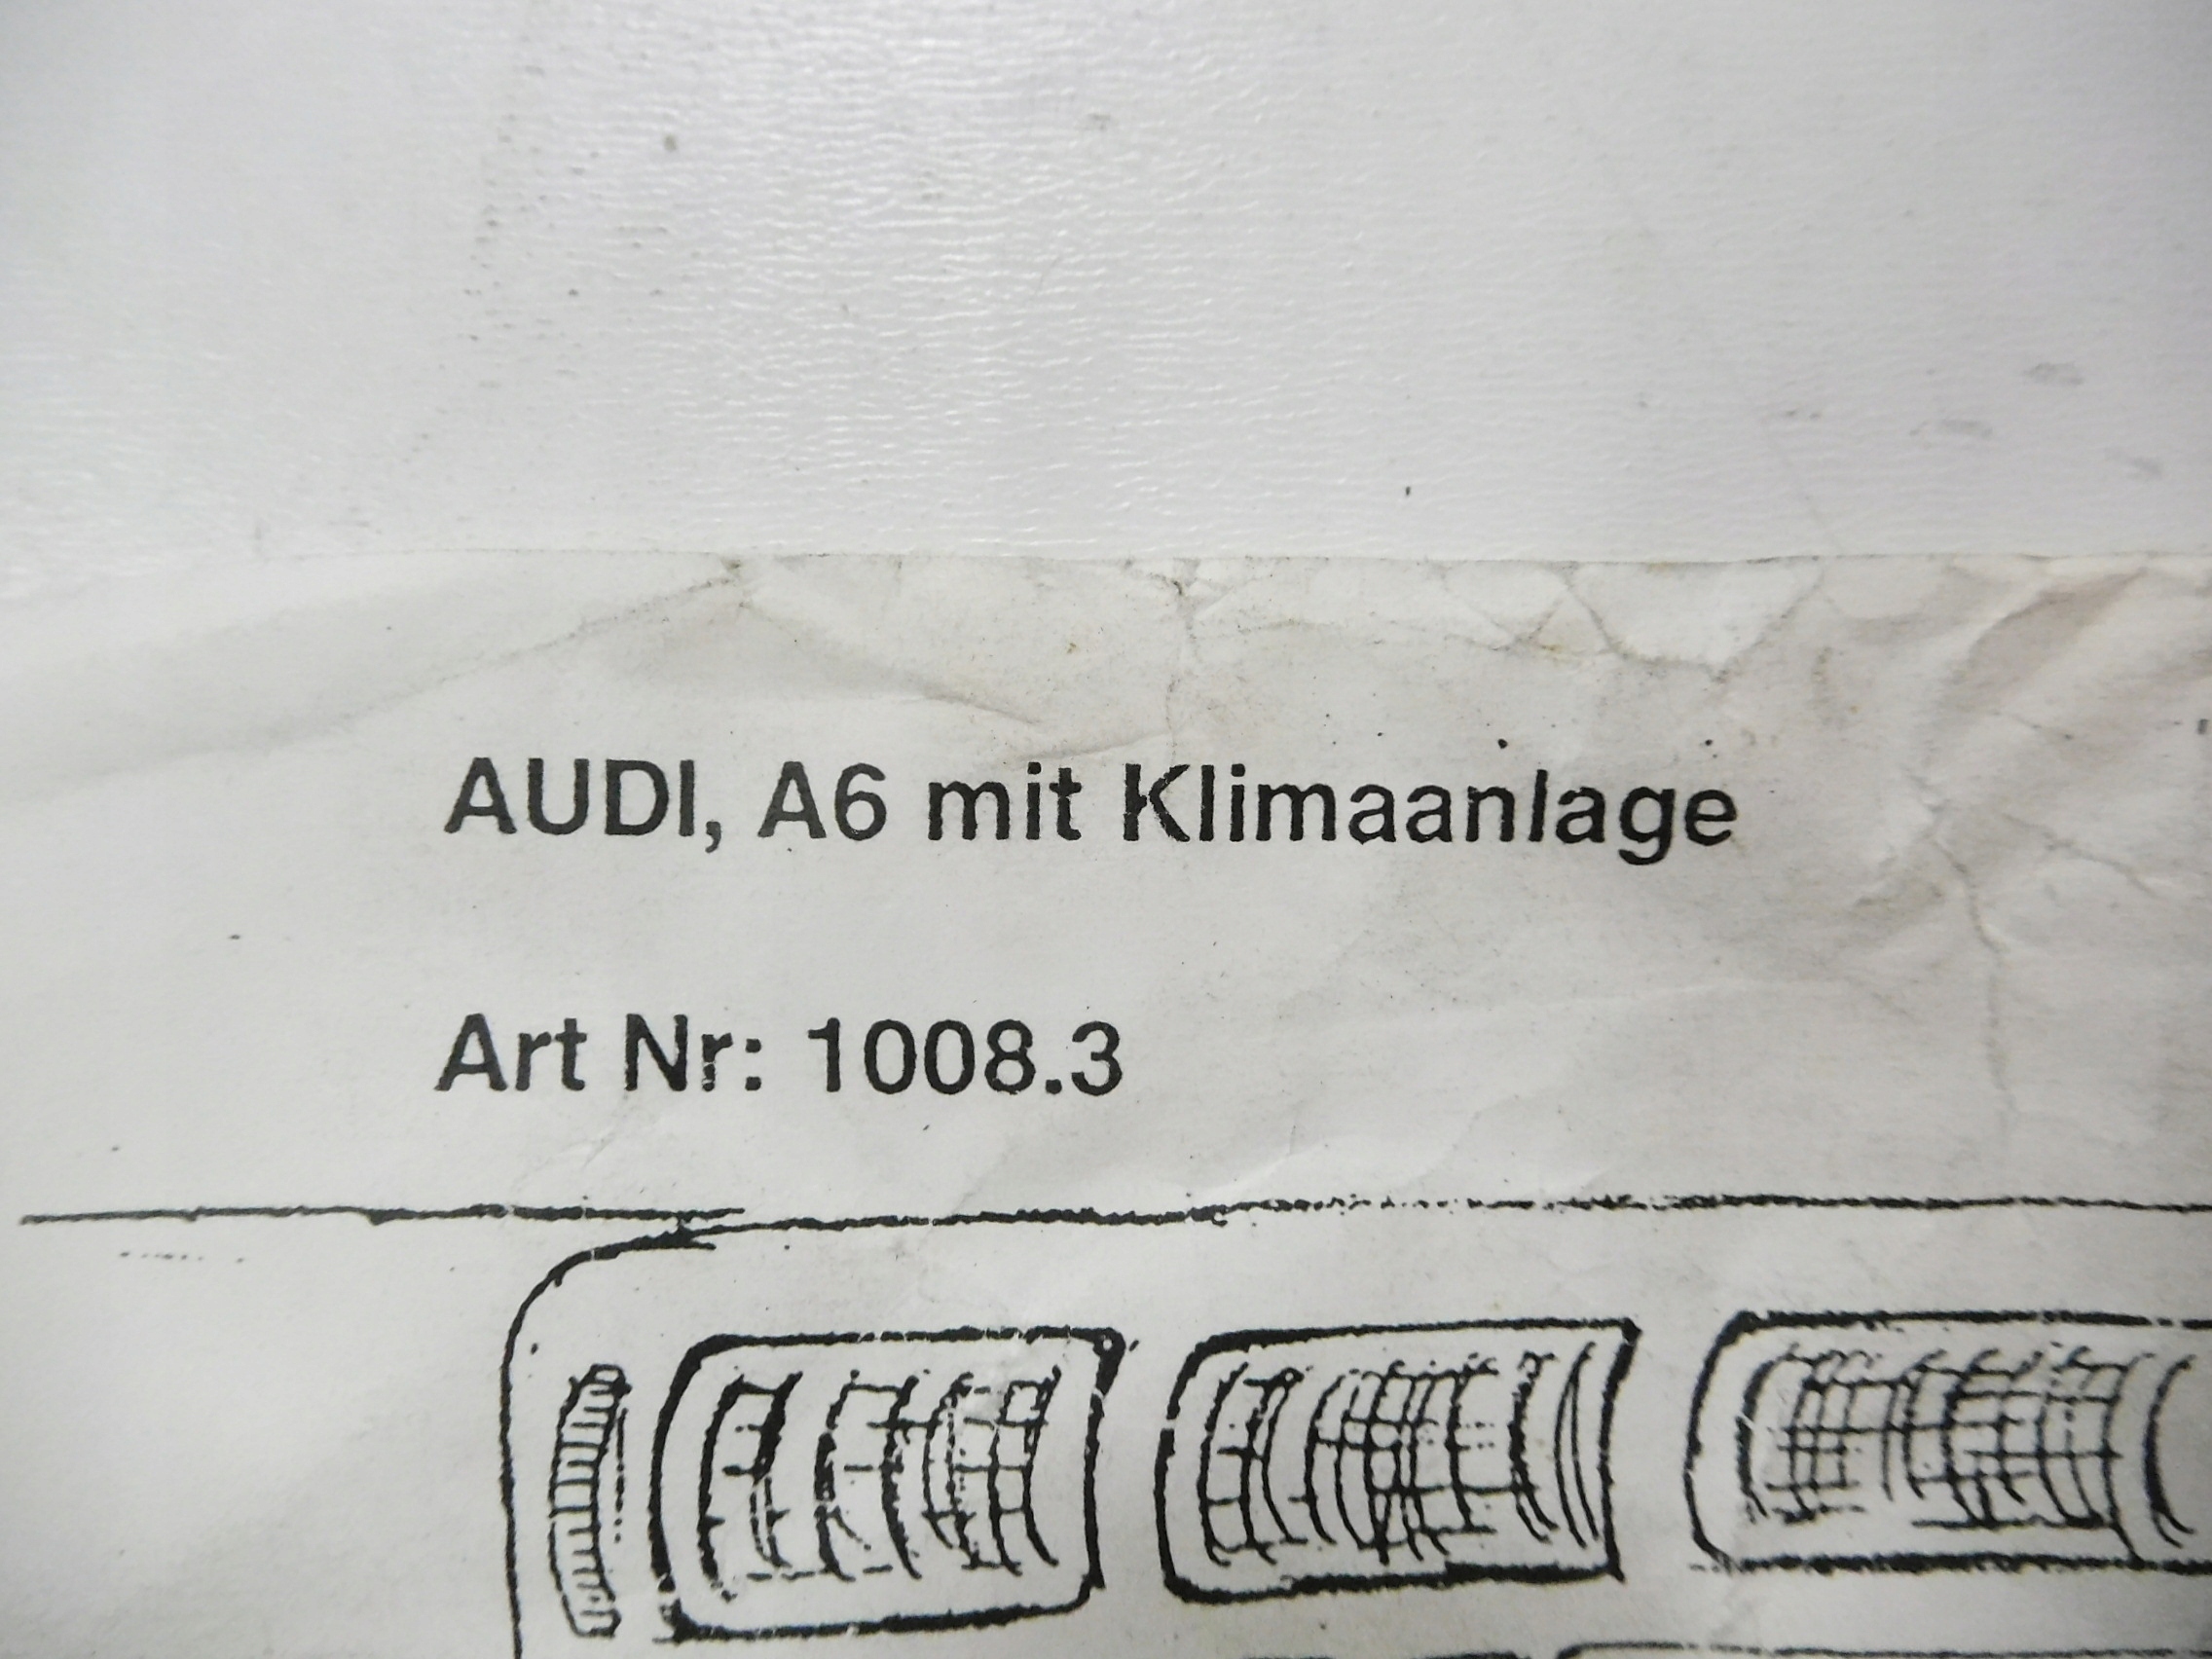 AUDI, A6 mit Klimaanlage
Art Nr: 1008.3